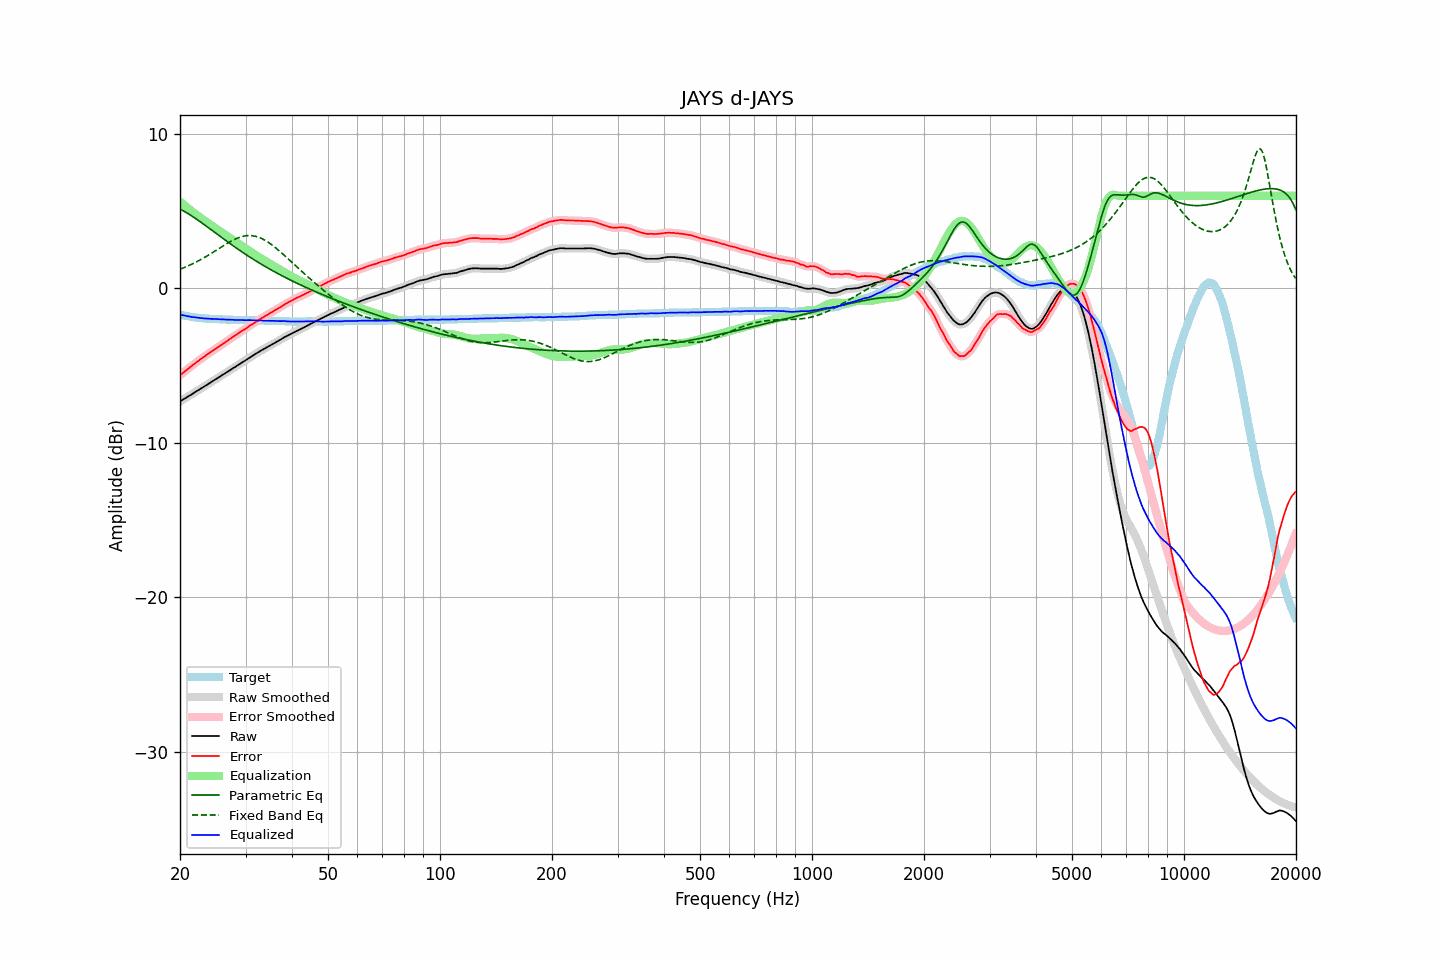 JAYS d-JAYS
10
0
−10
−20
−30
Amplitude (dBr)
Target
Raw Smoothed
Error Smoothed
Raw
Error
Equalization
Parametric Eq
Fixed Band Eq
Equalized
20 50 100 200 500 1000 2000 5000 10000 20000
Frequency (Hz)